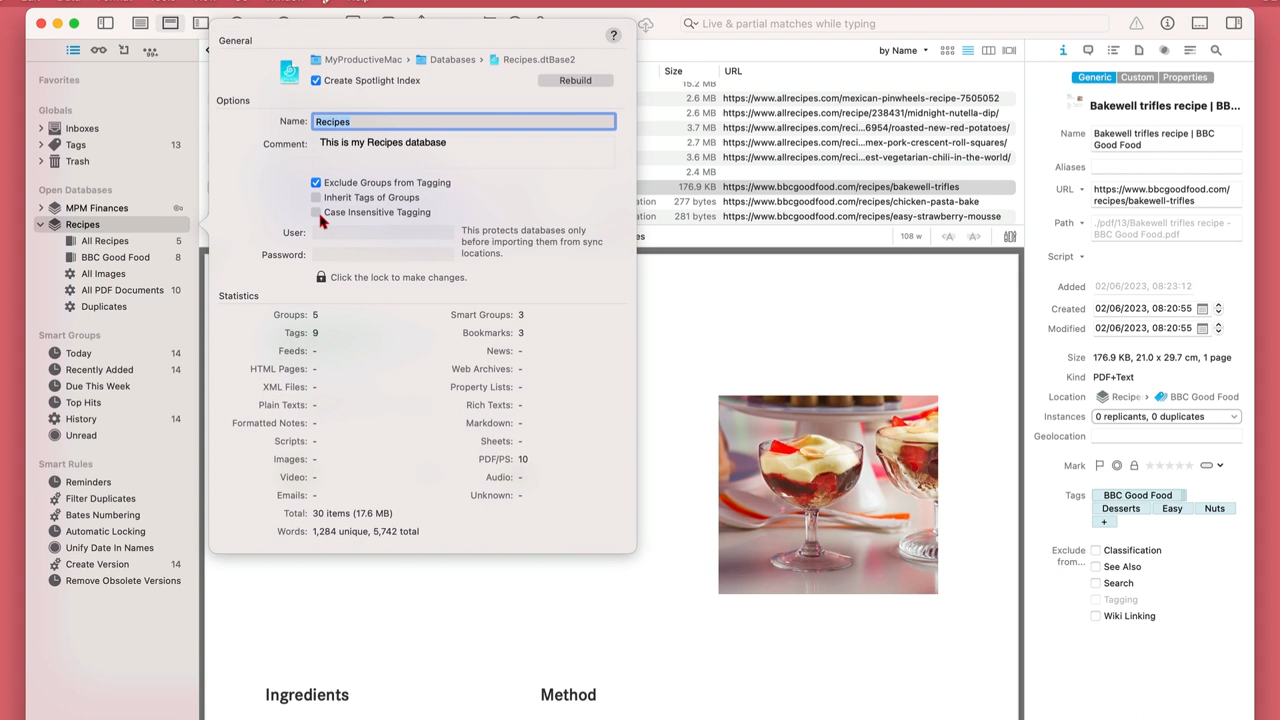 Live & partial matches while typing
Favorites
Globals
Inboxes
Tags 13
Trash
Open Databases
MPM Finances
Recipes
All Recipes 5
BBC Good Food 8
All Images
All PDF Documents 10
Duplicates
Smart Groups
Today 14
Recently Added 14
Due This Week
Top Hits
History 14
Unread
Smart Rules
Reminders
Filter Duplicates
Bates Numbering
Automatic Locking
Unify Date In Names
Create Version 14
Remove Obsolete Versions
General ?
MyProductiveMac › Databases › Recipes.dtBase2
Create Spotlight Index Rebuild
Options
Name: Recipes
Comment: This is my Recipes database
Exclude Groups from Tagging
Inherit Tags of Groups
Case Insensitive Tagging
User:
Password:
This protects databases only
before importing them from sync
locations.
Click the lock to make changes.
Statistics
Groups: 5 Smart Groups: 3
Tags: 9 Bookmarks: 3
Feeds: - News: -
HTML Pages: - Web Archives: -
XML Files: - Property Lists: -
Plain Texts: - Rich Texts: -
Formatted Notes: - Markdown: -
Scripts: - Sheets: -
Images: - PDF/PS: 10
Video: - Audio: -
Emails: - Unknown: -
Total: 30 items (17.6 MB)
Words: 1,284 unique, 5,742 total
by Name
Size URL
15.2 MB
2.6 MB https://www.allrecipes.com/mexican-pinwheels-recipe-7505052
2.6 MB https://www.allrecipes.com/recipe/238431/midnight-nutella-dip/
3.7 MB https://www.allrecipes.com/reci...6954/roasted-new-red-potatoes/
2.7 MB https://www.allrecipes.com/reci...mex-pork-crescent-roll-squares/
3.6 MB https://www.allrecipes.com/reci...est-vegetarian-chili-in-the-world/
2.4 MB
176.9 KB https://www.bbcgoodfood.com/recipes/bakewell-trifles
ation 277 bytes https://www.bbcgoodfood.com/recipes/chicken-pasta-bake
ation 281 bytes https://www.bbcgoodfood.com/recipes/easy-strawberry-mousse
es 108 w
Ingredients Method
Generic Custom Properties
Bakewell trifles recipe | BB...
Name Bakewell trifles recipe | BBC
Good Food
Aliases
URL https://www.bbcgoodfood.com/
recipes/bakewell-trifles
Path ./pdf/13/Bakewell trifles recipe -
BBC Good Food.pdf
Script
Added 02/06/2023, 08:23:12
Created 02/06/2023, 08:20:55
Modified 02/06/2023, 08:20:55
Size 176.9 KB, 21.0 x 29.7 cm, 1 page
Kind PDF+Text
Location Recipe › BBC Good Food
Instances 0 replicants, 0 duplicates
Geolocation
Mark
Tags BBC Good Food
Desserts Easy Nuts
+
Exclude
from...
Classification
See Also
Search
Tagging
Wiki Linking